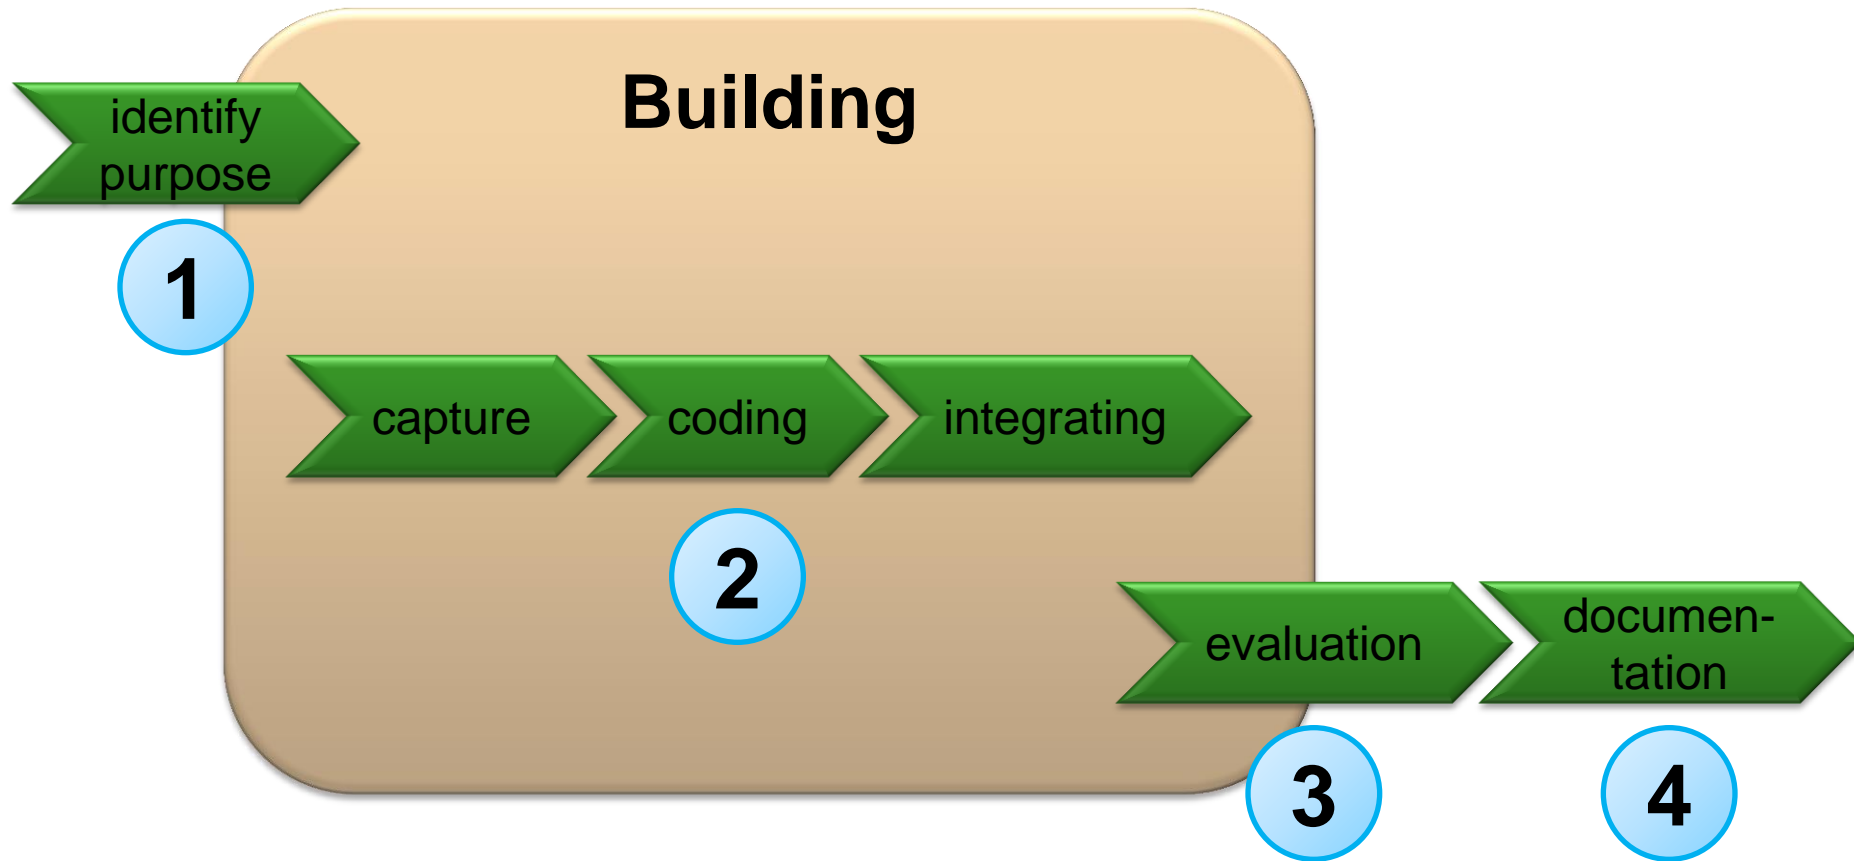 Building
identify
purpose
1
capture
coding
integrating
2
evaluation
documen-
tation
3
4